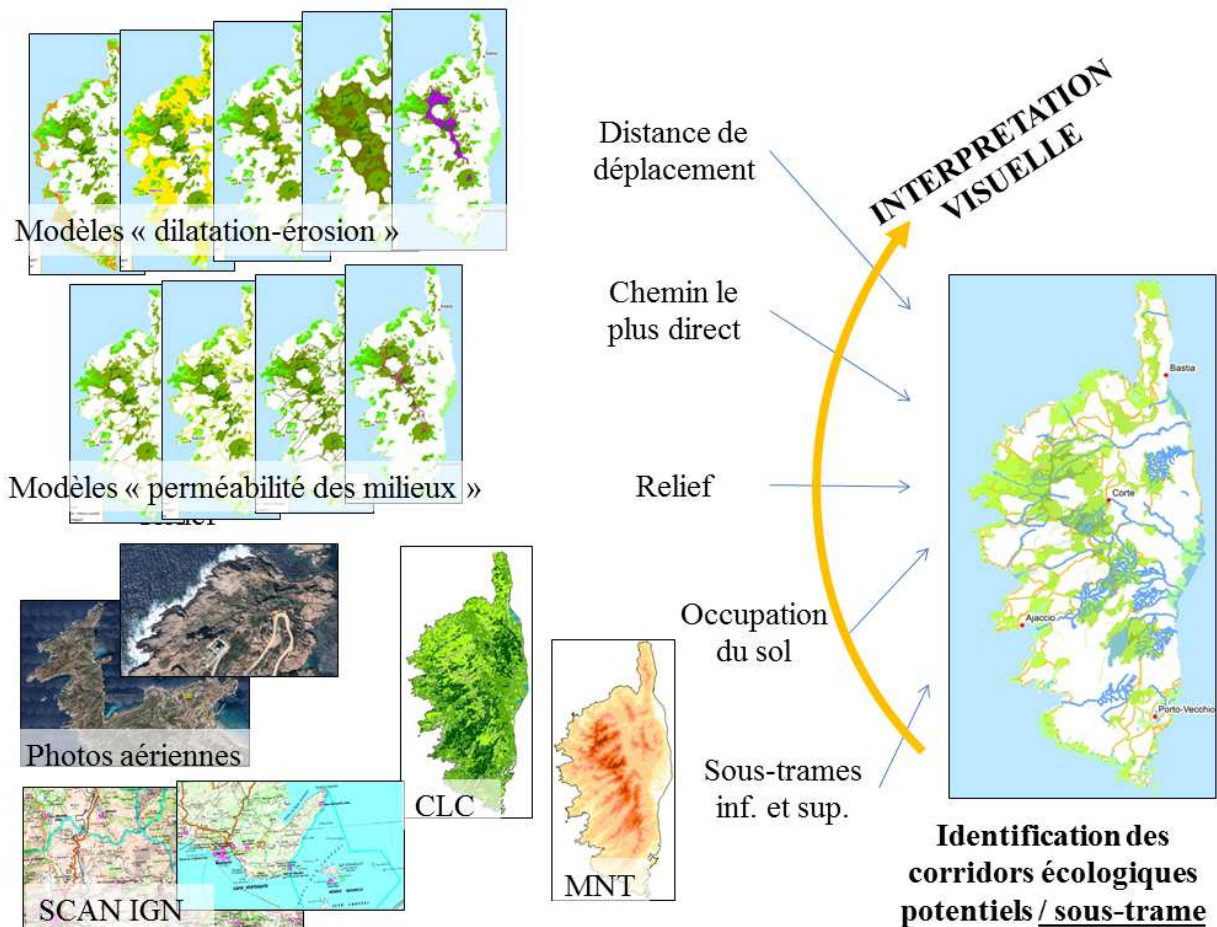 Modèles « dilatation-érosion »
Modèles « perméabilité des milieux »
Photos aériennes
SCAN IGN
CLC
MNT
Distance de
déplacement
Chemin le
plus direct
Relief
Occupation
du sol
Sous-trames
inf. et sup.
INTERPRETATION
VISUELLE
Bastia
Corte
Ajaccio
Porto-Vecchio
Identification des
corridors écologiques
potentiels / sous-trame